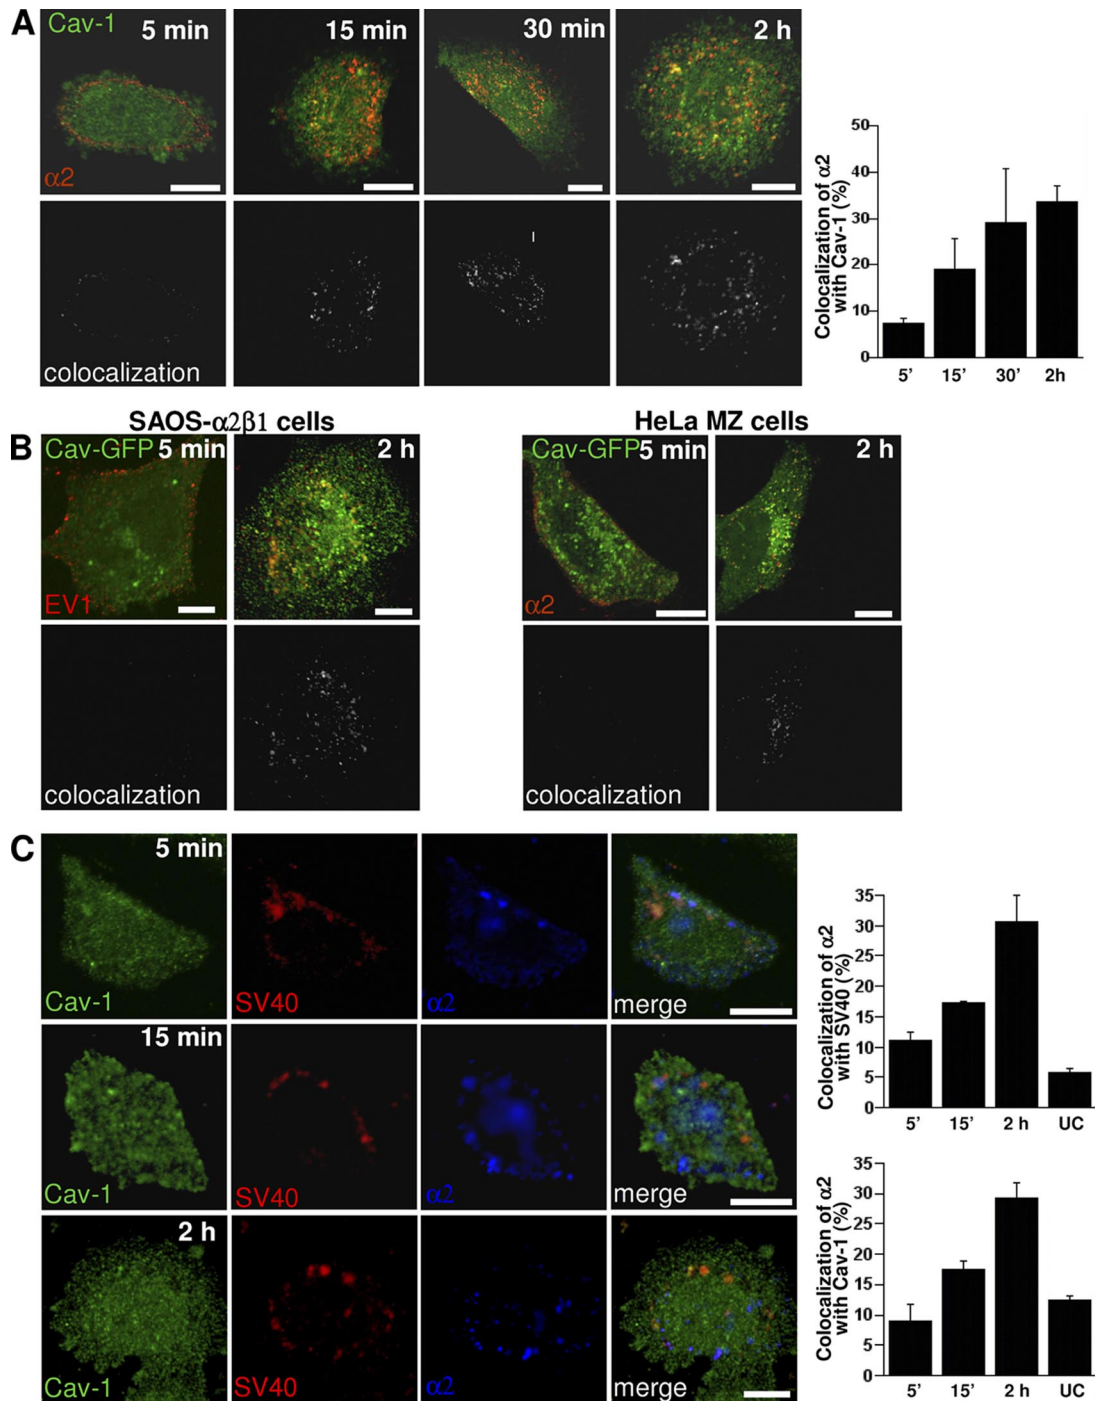 A
Cav-1
5 min
15 min
30 min
2 h
α2
colocalization
Colocalization of α2
with Cav-1 (%)
50
40
30
20
10
0
5’ 15’ 30’ 2h
SAOS-α2β1 cells
HeLa MZ cells
B
Cav-GFP 5 min
2 h
Cav-GFP 5 min
2 h
EV1
α2
colocalization
colocalization
C
5 min
Cav-1
SV40
α2
merge
15 min
Cav-1
SV40
α2
merge
2 h
Cav-1
SV40
α2
merge
Colocalization of α2
with SV40 (%)
35
30
25
20
15
10
5
0
5’ 15’ 2 h UC
Colocalization of α2
with Cav-1 (%)
35
30
25
20
15
10
5
0
5’ 15’ 2 h UC